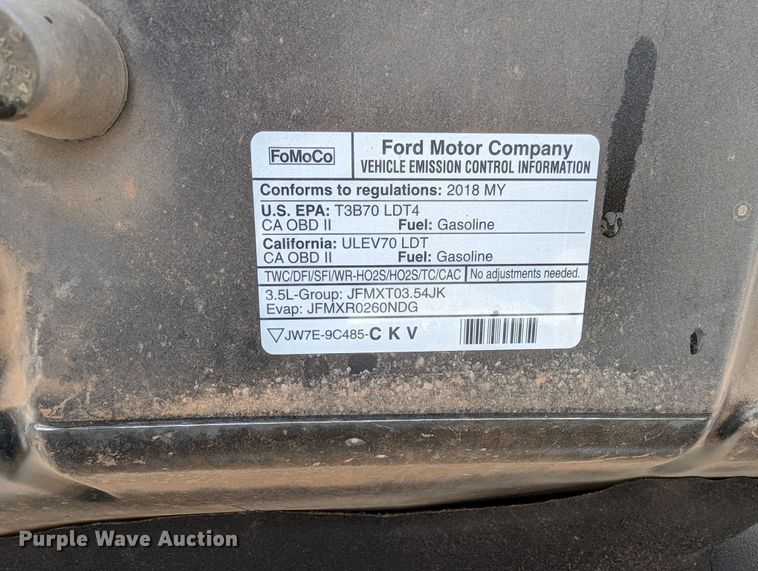 FoMoCo
Ford Motor Company
VEHICLE EMISSION CONTROL INFORMATION
Conforms to regulations: 2018 MY
U.S. EPA: T3B70 LDT4
CA OBD II Fuel: Gasoline
California: ULEV70 LDT
CA OBD II Fuel: Gasoline
TWC/DFI/SFI/WR-HO2S/HO2S/TC/CAC No adjustments needed.
3.5L-Group: JFMXT03.54JK
Evap: JFMXR0260NDG
JW7E-9C485-C K V
Purple Wave Auction